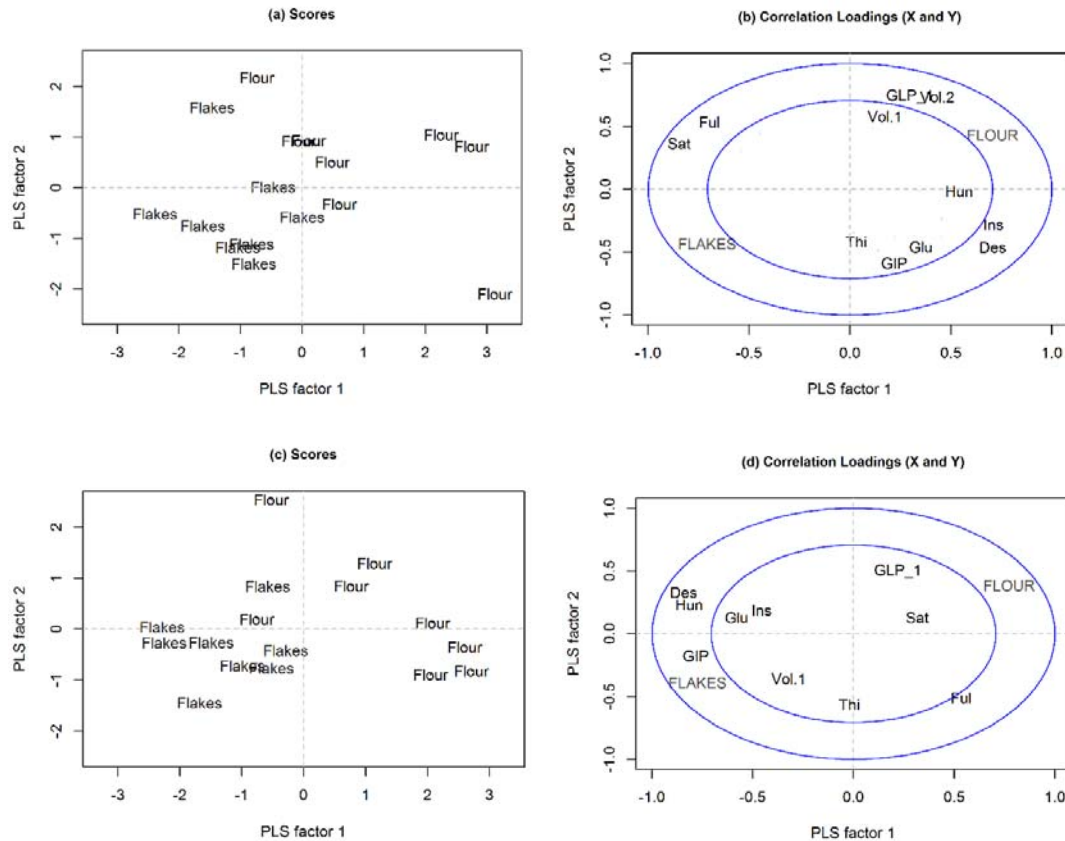 (a) Scores
PLS factor 2
2
1
0
-1
-2
Flour
Flakes
Flour
Flour
Flour
Flour
Flour
Flakes
Flour
Flakes
Flakes
Flakes
Flakes
Flakes
Flakes
Flour
-3 -2 -1 0 1 2 3
PLS factor 1
(b) Correlation Loadings (X and Y)
PLS factor 2
1.0
0.5
0.0
-0.5
-1.0
GLP_1
Vol.2
Vol.1
Ful
FLOUR
Sat
Hun
Ins
FLAKES
Thi
Glu
Des
GIP
-1.0 -0.5 0.0 0.5 1.0
PLS factor 1
(c) Scores
PLS factor 2
2
1
0
-1
-2
Flour
Flour
Flakes
Flour
Flour
Flour
Flakes
Flakes
Flakes
Flour
Flakes
Flakes
Flakes
Flour
Flour
Flakes
-3 -2 -1 0 1 2 3
PLS factor 1
(d) Correlation Loadings (X and Y)
PLS factor 2
1.0
0.5
0.0
-0.5
-1.0
GLP_1
FLOUR
Des
Hun
Ins
Glu
Sat
GIP
FLAKES
Vol.1
Thi
Ful
-1.0 -0.5 0.0 0.5 1.0
PLS factor 1